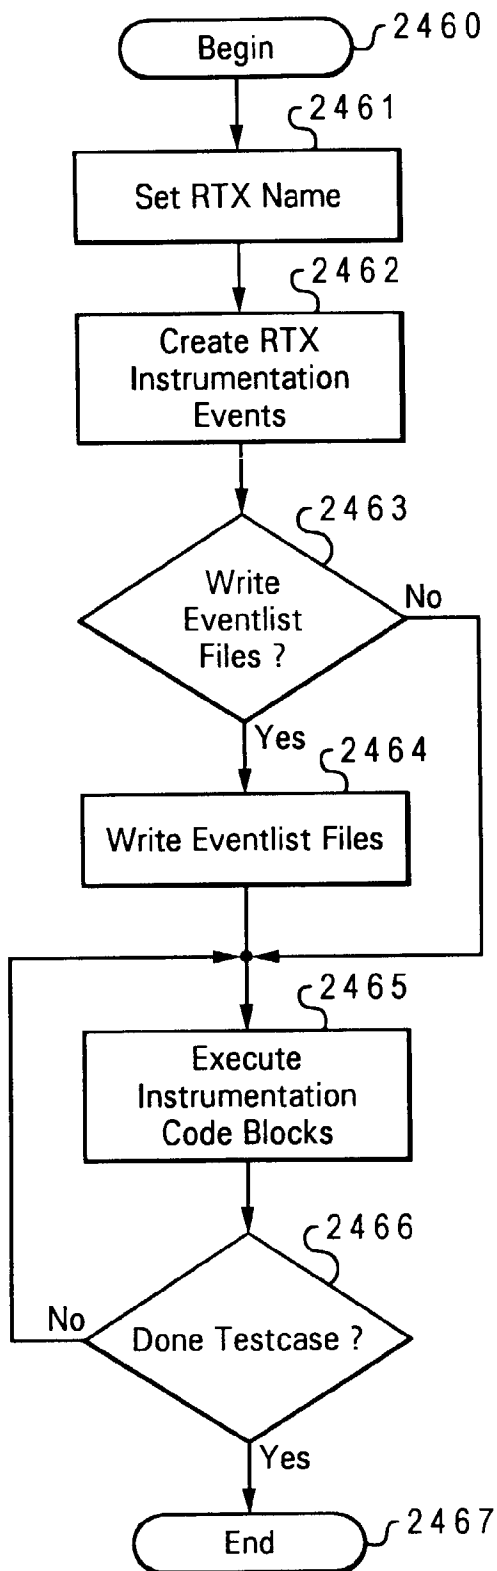 Begin
2460
2461
Set RTX Name
2462
Create RTX
Instrumentation
Events
2463
Write
Eventlist
Files ?
No
Yes
2464
Write Eventlist Files
2465
Execute
Instrumentation
Code Blocks
2466
No
Done Testcase ?
Yes
End
2467